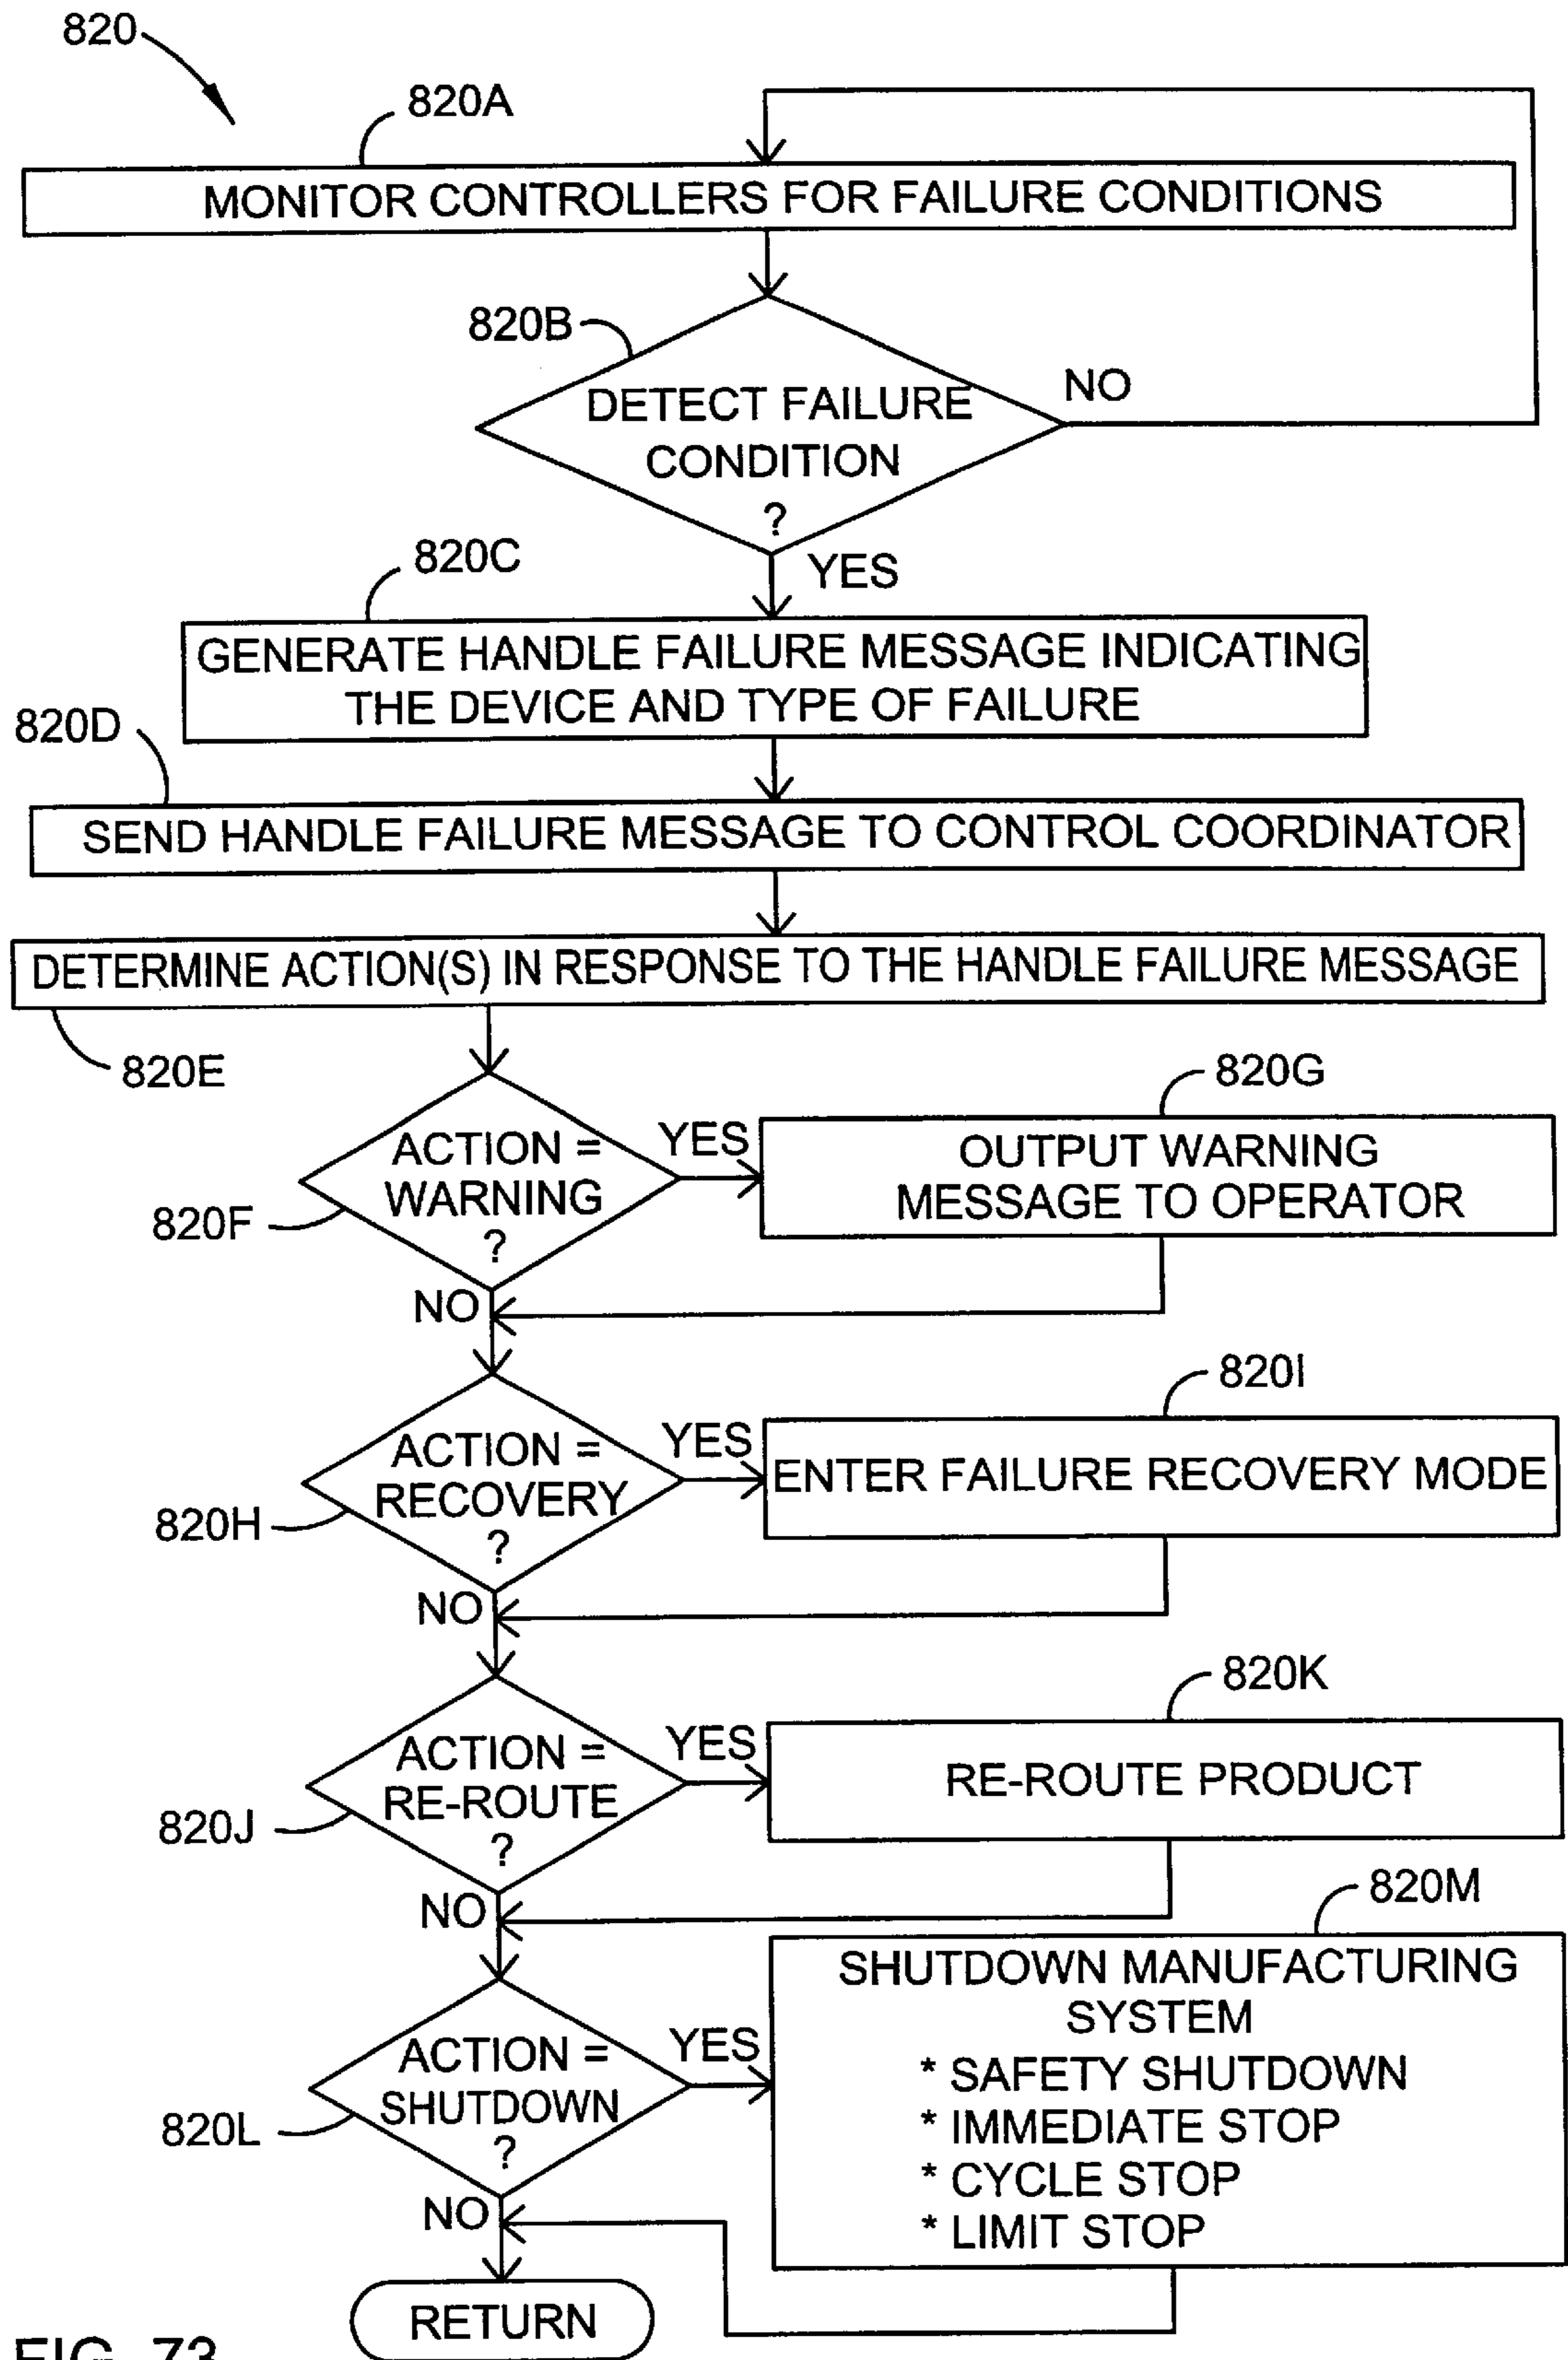 820
820A
MONITOR CONTROLLERS FOR FAILURE CONDITIONS
820B
DETECT FAILURE
CONDITION
?
NO
YES
820C
GENERATE HANDLE FAILURE MESSAGE INDICATING
THE DEVICE AND TYPE OF FAILURE
820D
SEND HANDLE FAILURE MESSAGE TO CONTROL COORDINATOR
DETERMINE ACTION(S) IN RESPONSE TO THE HANDLE FAILURE MESSAGE
820E
ACTION =
WARNING
?
820F
YES
820G
OUTPUT WARNING
MESSAGE TO OPERATOR
NO
ACTION =
RECOVERY
?
820H
YES
820I
ENTER FAILURE RECOVERY MODE
NO
ACTION =
RE-ROUTE
?
820J
YES
820K
RE-ROUTE PRODUCT
NO
ACTION =
SHUTDOWN
?
820L
YES
820M
SHUTDOWN MANUFACTURING
SYSTEM
* SAFETY SHUTDOWN
* IMMEDIATE STOP
* CYCLE STOP
* LIMIT STOP
NO
RETURN
FIG. 73